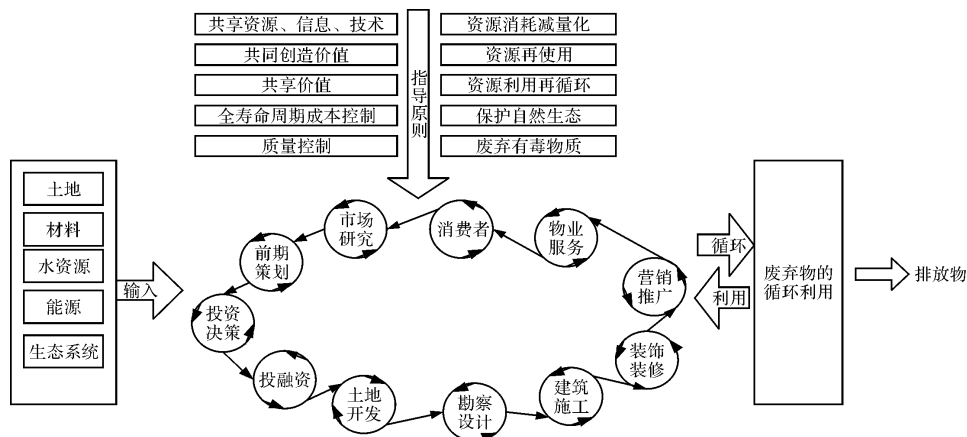 共享资源、信息、技术
共同创造价值
共享价值
全寿命周期成本控制
质量控制
指导原则
资源消耗减量化
资源再使用
资源利用再循环
保护自然生态
废弃有毒物质
土地
材料
水资源
能源
生态系统
输入
消费者
市场
研究
前期
策划
投资
决策
投融资
土地
开发
勘察
设计
建筑
施工
装饰
装修
营销
推广
物业
服务
循环
利用
废弃物的
循环利用
排放物